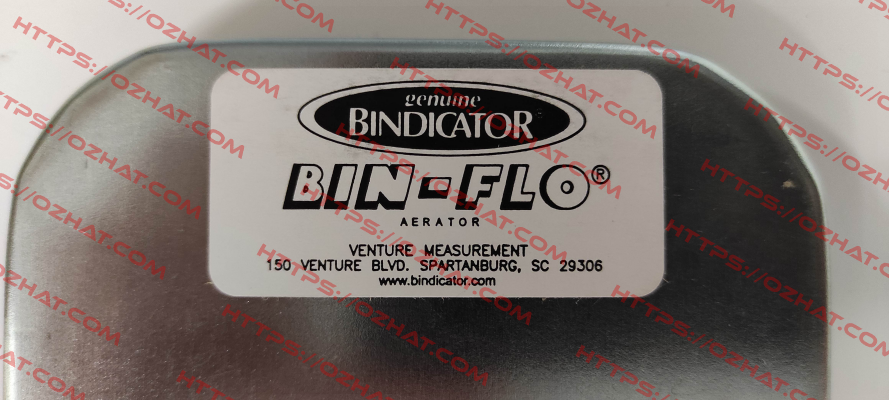 genuine
BINDICATOR
BIN-FLO®
AERATOR
VENTURE MEASUREMENT
150 VENTURE BLVD. SPARTANBURG, SC 29306
www.bindicator.com
HTTPS://OZHAT.COM